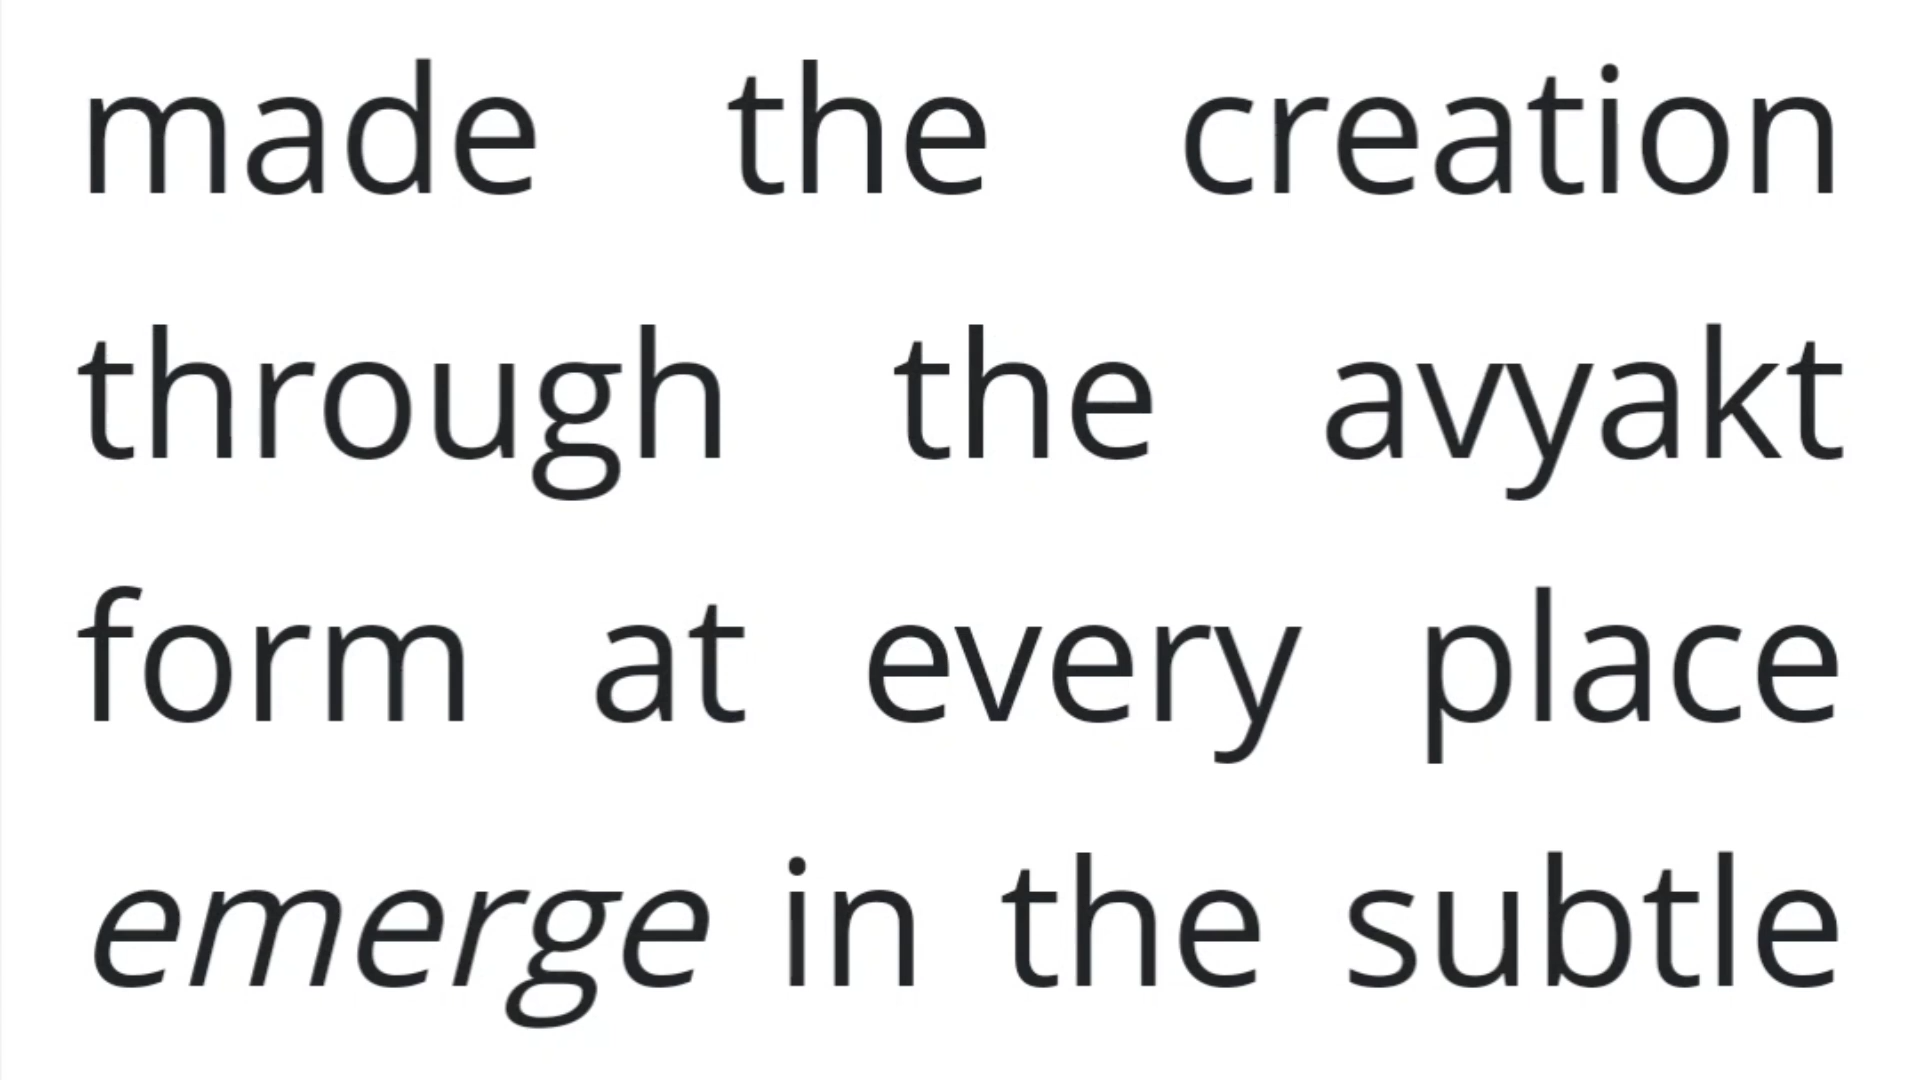 made the creation
through the avyakt
form at every place
emerge in the subtle